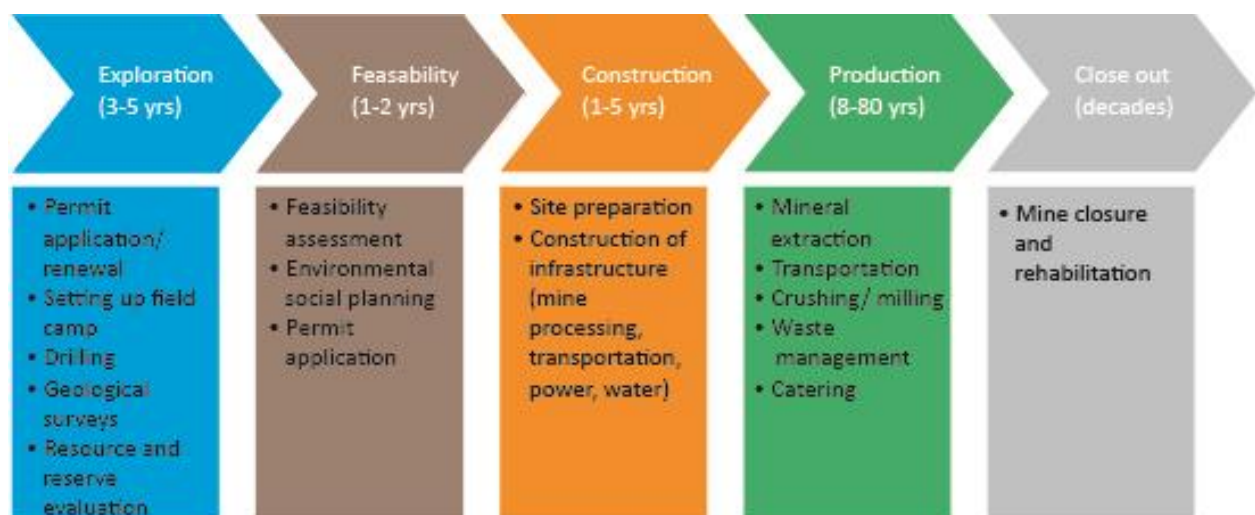 Exploration
(3-5 yrs)
Feasability
(1-2 yrs)
Construction
(1-5 yrs)
Production
(8-80 yrs)
Close out
(decades)
• Permit
application/
renewal
• Setting up field
camp
• Drilling
• Geological
surveys
• Resource and
reserve
evaluation
• Feasibility
assessment
• Environmental
social planning
• Permit
application
• Site preparation
• Construction of
infrastructure
(mine
processing,
transportation,
power, water)
• Mineral
extraction
• Transportation
• Crushing/ milling
• Waste
management
• Catering
• Mine closure
and
rehabilitation